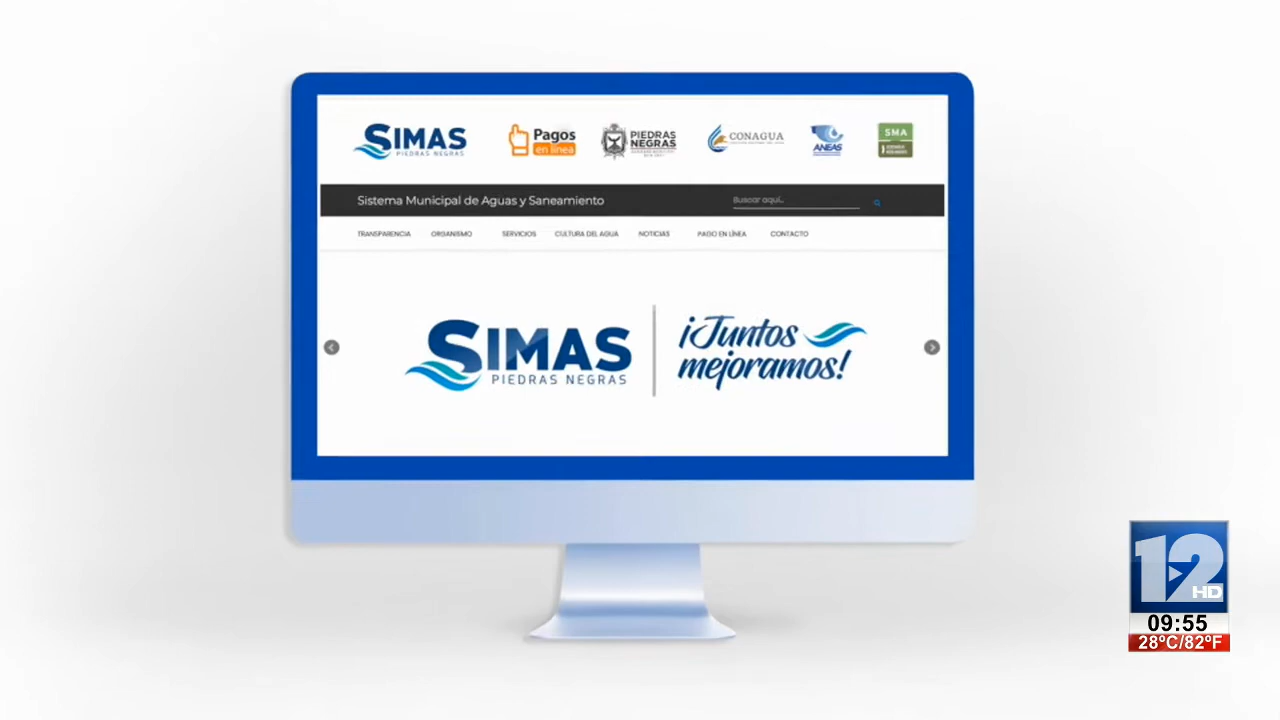 SIMAS
PIEDRAS NEGRAS
Pagos
en línea
PIEDRAS
NEGRAS
CONAGUA
ANEAS
SMA
Sistema Municipal de Aguas y Saneamiento
Buscar aquí...
TRANSPARENCIA ORGANISMO SERVICIOS CULTURA DEL AGUA NOTICIAS PAGO EN LÍNEA CONTACTO
SIMAS
PIEDRAS NEGRAS
¡Juntos
mejoramos!
12
HD
09:55
28ºC/82ºF